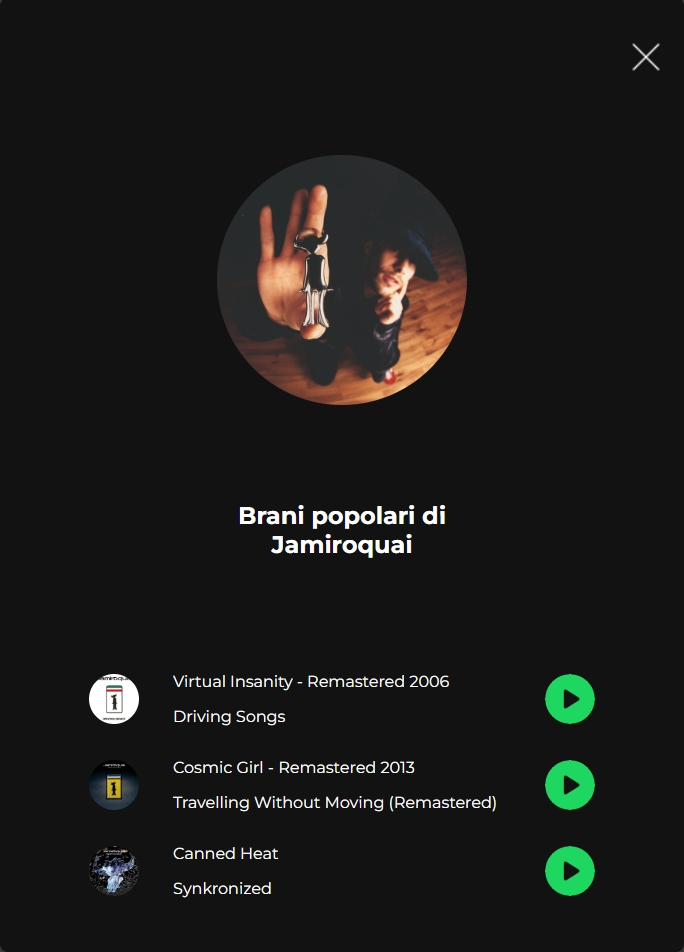 Brani popolari di
Jamiroquai
Virtual Insanity - Remastered 2006
Driving Songs
Cosmic Girl - Remastered 2013
Travelling Without Moving (Remastered)
Canned Heat
Synkronized